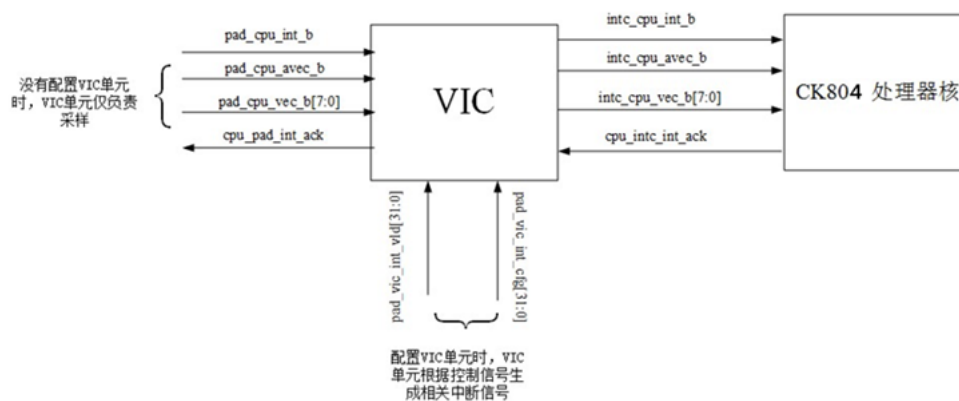 pad_cpu_int_b
pad_cpu_avec_b
pad_cpu_vec_b[7:0]
cpu_pad_int_ack
没有配置VIC单元
时，VIC单元仅负责
采样
VIC
intc_cpu_int_b
intc_cpu_avec_b
intc_cpu_vec_b[7:0]
cpu_intc_int_ack
CK804 处理器核
pad_vic_int_vld[31:0]
pad_vic_int_cfg[31:0]
配置VIC单元时，VIC
单元根据控制信号生
成相关中断信号